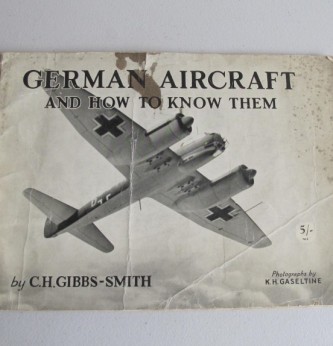 GERMAN AIRCRAFT
AND HOW TO KNOW THEM
5/-
by C.H. GIBBS-SMITH
Photographs by
K.H. GASELTINE